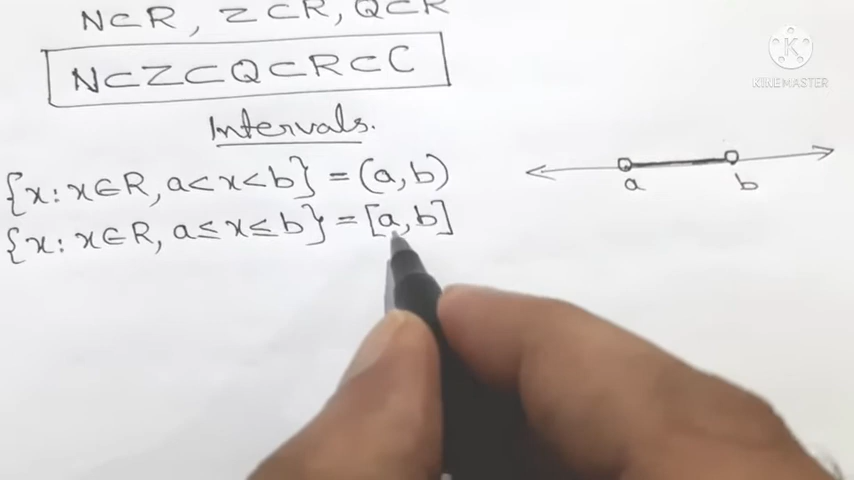 N⊂R, Z⊂R, Q⊂R
N⊂Z⊂Q⊂R⊂C
Intervals.
{x: x∈R, a<x<b} = (a, b)
{x: x∈R, a≤x≤b} = [a, b]
a b
K
KINEMASTER